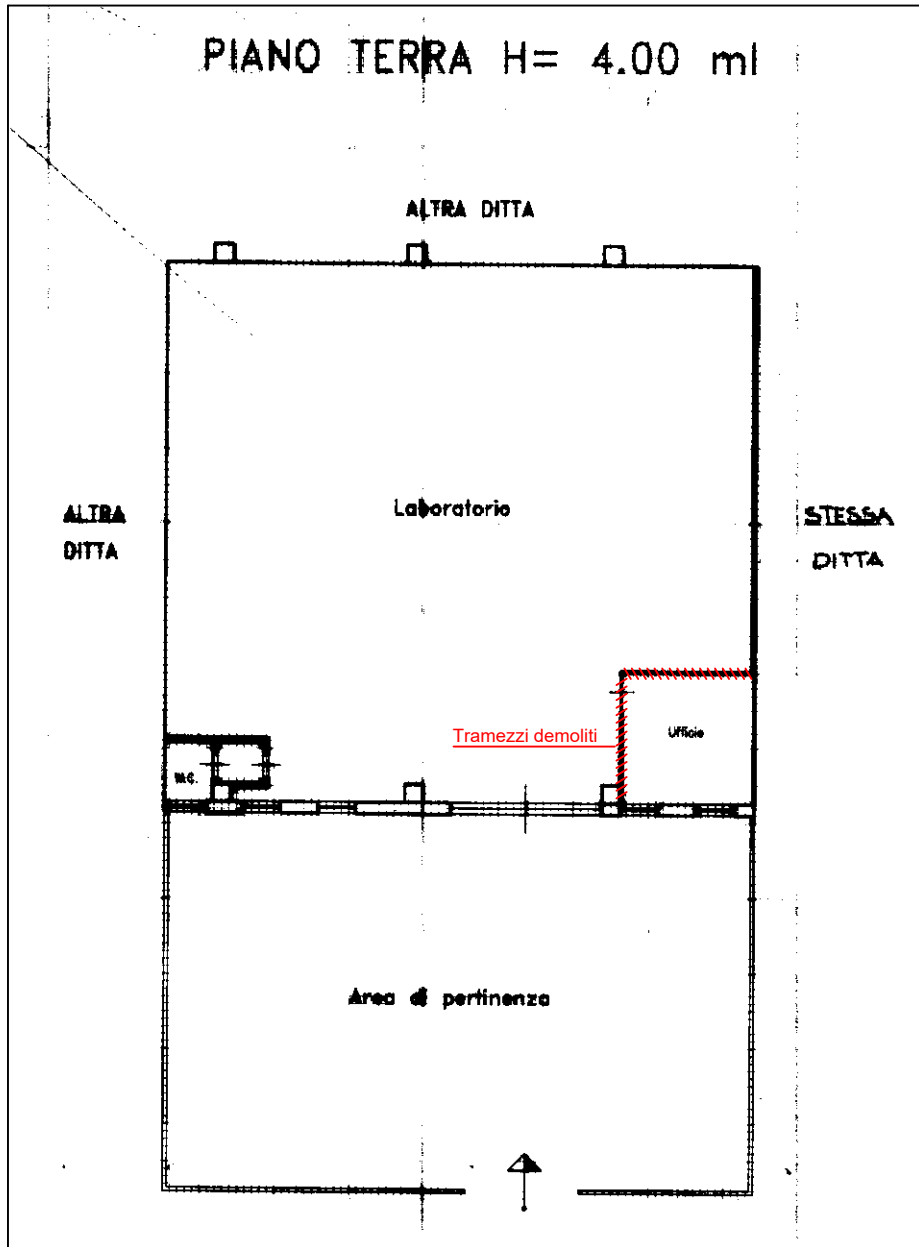 PIANO TERRA H= 4.00 ml
ALTRA DITTA
Laboratorio
ALTRA
DITTA
STESSA
DITTA
Tramezzi demoliti
Ufficio
W.C.
Area di pertinenza